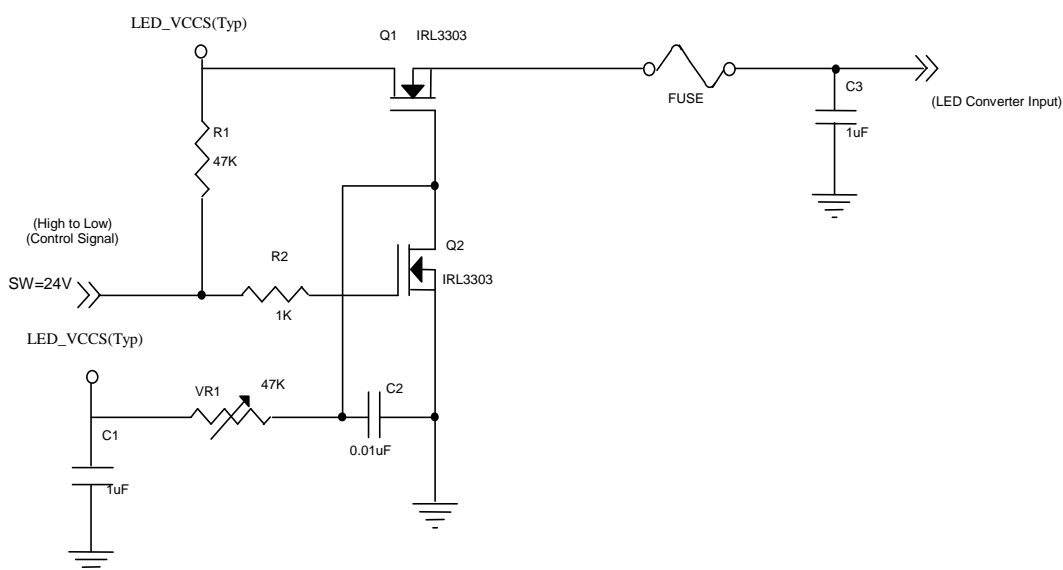 LED_VCCS(Typ)
Q1 IRL3303
FUSE
C3
1uF
(LED Converter Input)
R1
47K
(High to Low)
(Control Signal)
SW=24V
R2
1K
Q2
IRL3303
LED_VCCS(Typ)
VR1
47K
C2
0.01uF
C1
1uF